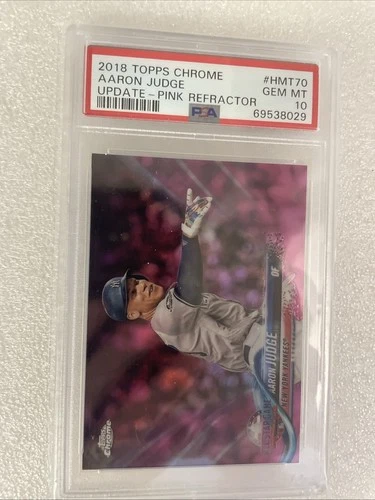 2018 TOPPS CHROME
AARON JUDGE
UPDATE - PINK REFRACTOR
#HMT70
GEM MT
10
69538029
PSA
OF
AARON JUDGE
NEW YORK YANKEES
Topps Chrome